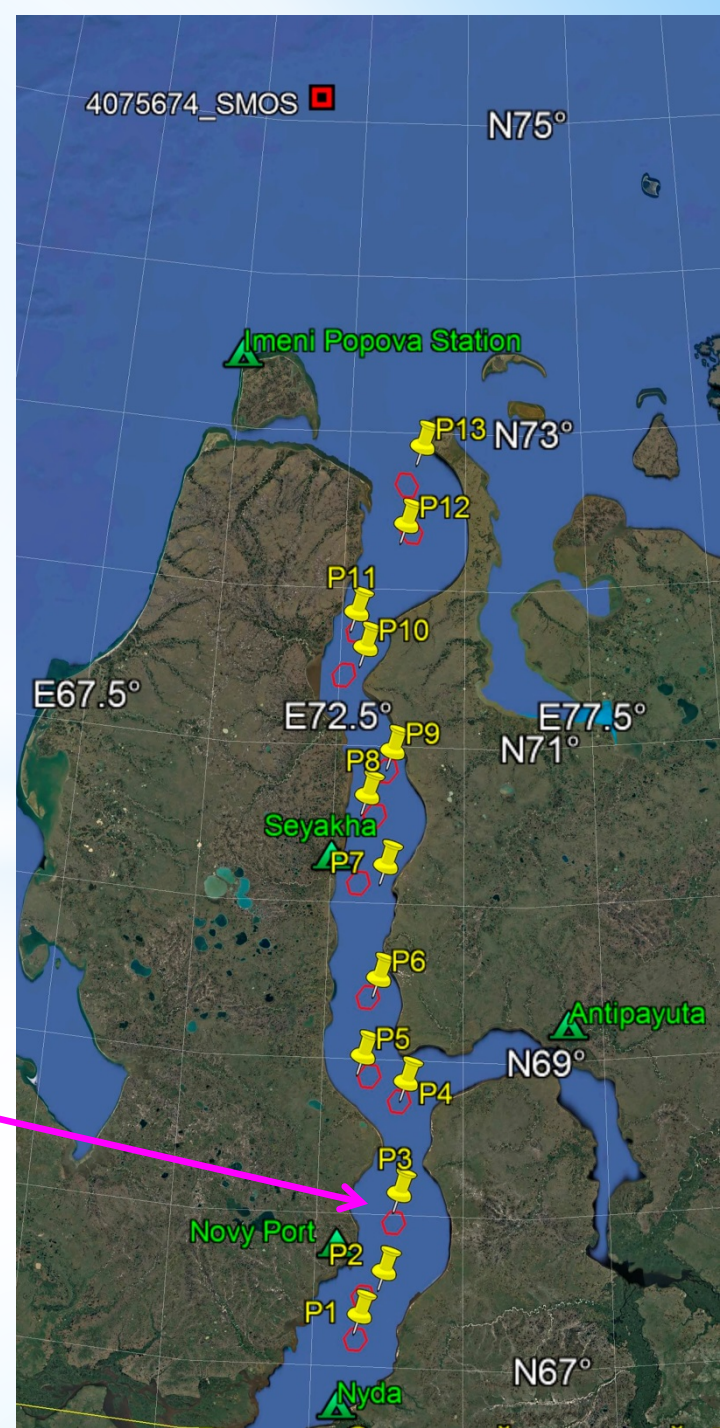 4075674_SMOS
N75°
Imeni Popova Station
P13
N73°
P12
P11
P10
E67.5°
E72.5°
E77.5°
P9
N71°
P8
Seyakha
P7
P6
Antipayuta
P5
N69°
P4
P3
Novy Port
P2
P1
N67°
Nyda